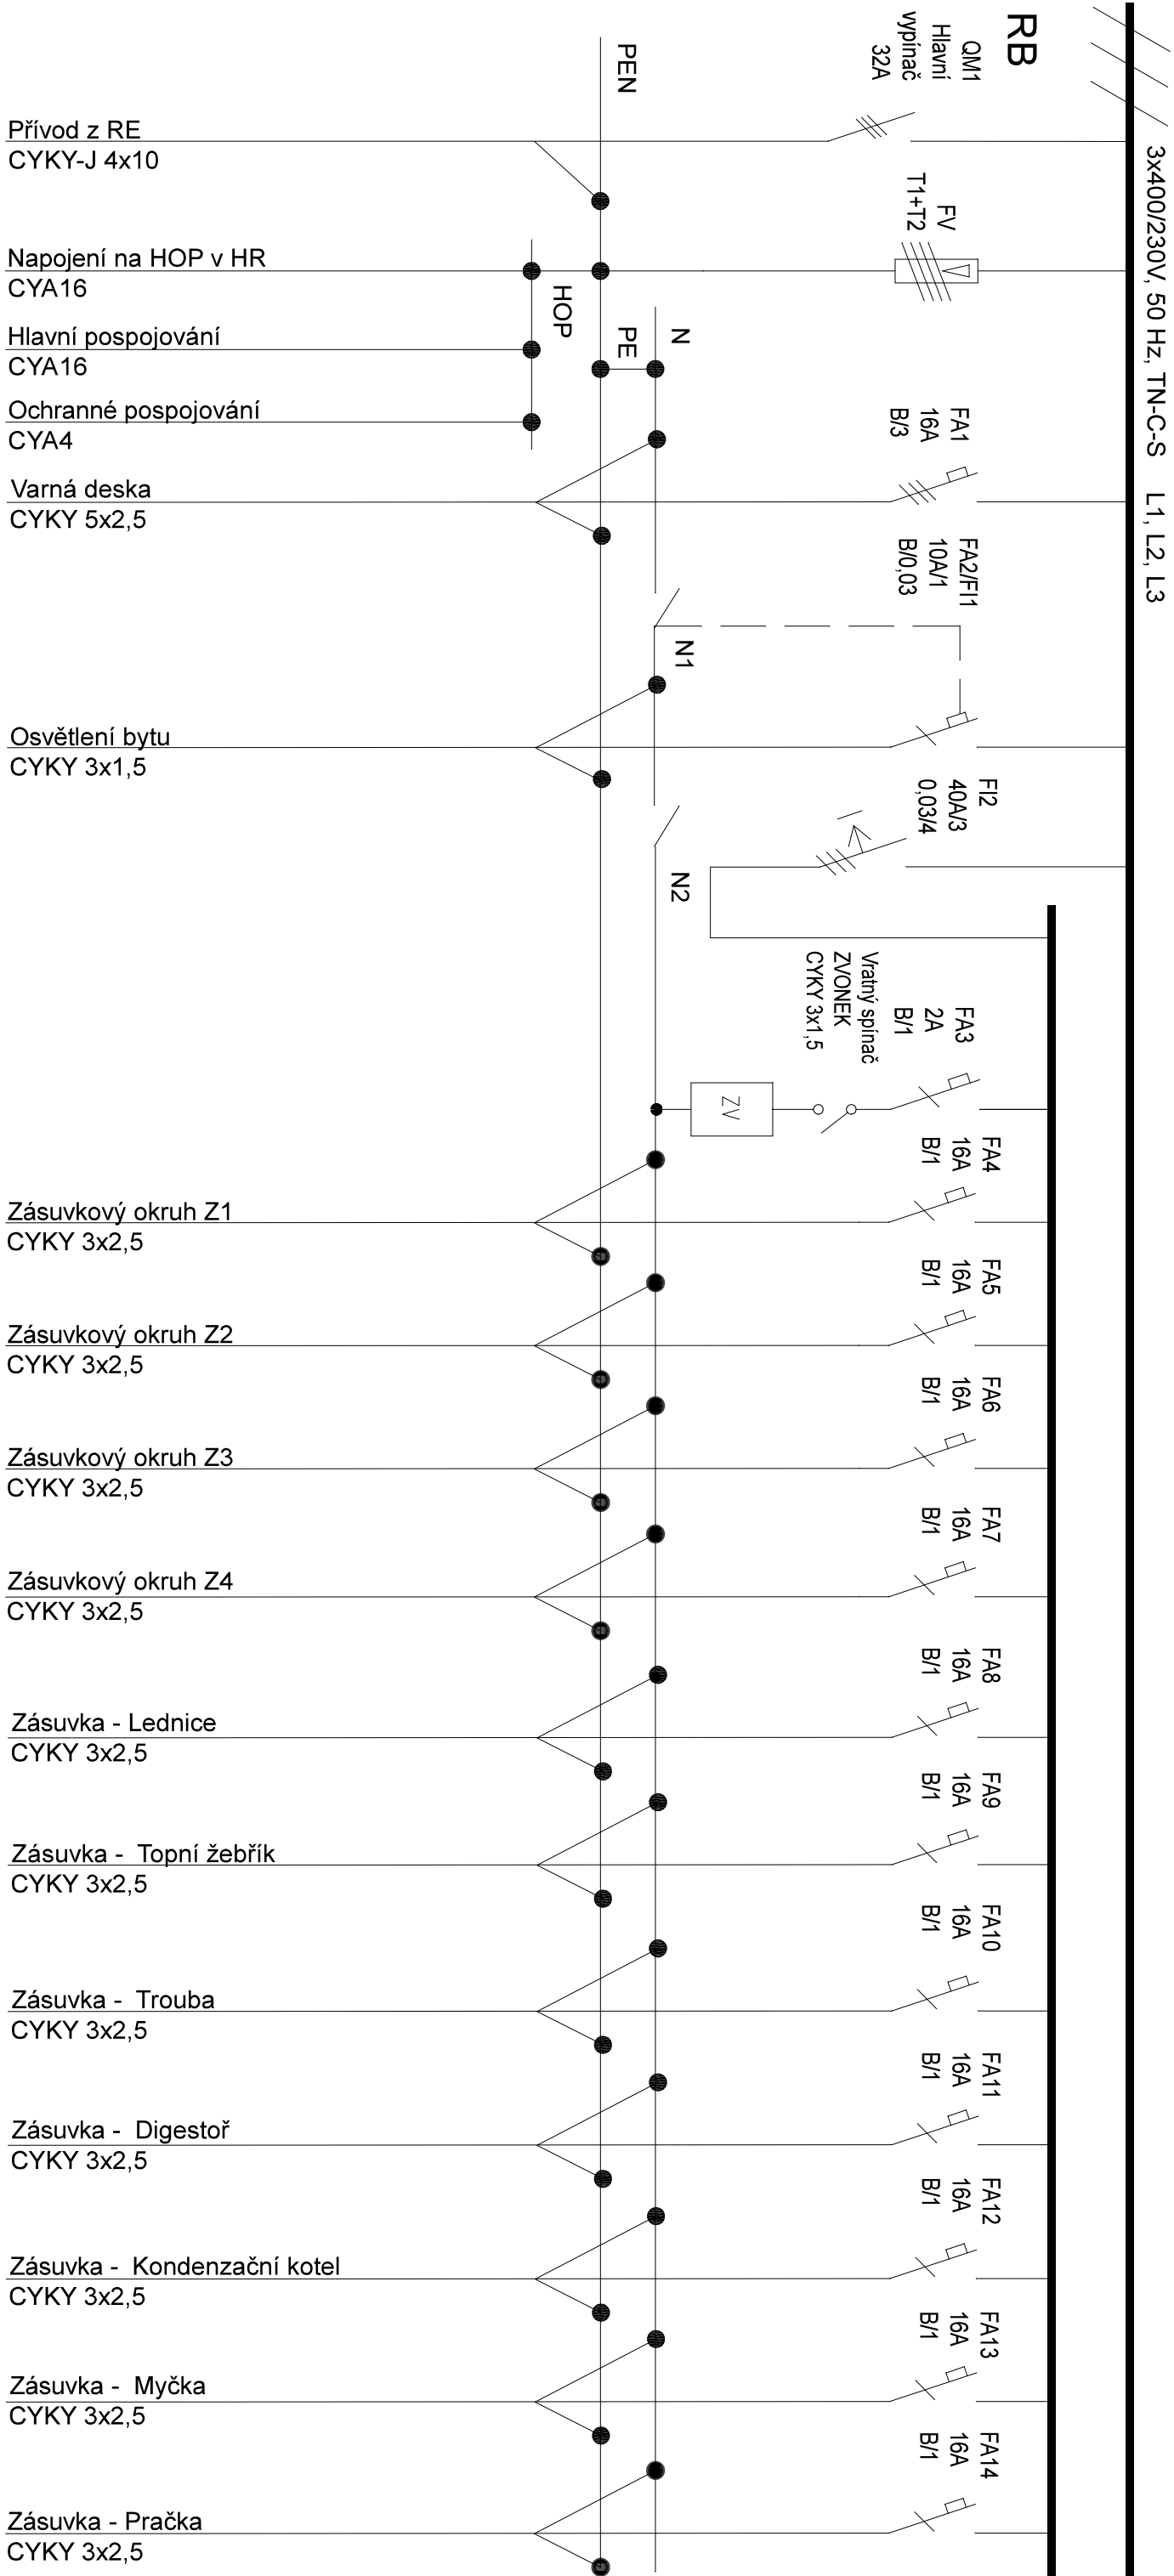 RB
QM1
Hlavní
vypínač
32A
3x400/230V, 50 Hz, TN-C-S L1, L2, L3
PEN
Přívod z RE
CYKY-J 4x10
FV
T1+T2
Napojení na HOP v HR
CYA16
HOP
Hlavní pospojování
CYA16
PE
N
Ochranné pospojování
CYA4
FA1
16A
B/3
Varná deska
CYKY 5x2,5
FA2/FI1
10A/1
B/0,03
N1
Osvětlení bytu
CYKY 3x1,5
FI2
40A/3
0,03/4
N2
Vratný spínač
ZVONEK
CYKY 3x1,5
FA3
2A
B/1
ZV
FA4
16A
B/1
Zásuvkový okruh Z1
CYKY 3x2,5
FA5
16A
B/1
Zásuvkový okruh Z2
CYKY 3x2,5
FA6
16A
B/1
Zásuvkový okruh Z3
CYKY 3x2,5
FA7
16A
B/1
Zásuvkový okruh Z4
CYKY 3x2,5
FA8
16A
B/1
Zásuvka - Lednice
CYKY 3x2,5
FA9
16A
B/1
Zásuvka - Topní žebřík
CYKY 3x2,5
FA10
16A
B/1
Zásuvka - Trouba
CYKY 3x2,5
FA11
16A
B/1
Zásuvka - Digestoř
CYKY 3x2,5
FA12
16A
B/1
Zásuvka - Kondenzační kotel
CYKY 3x2,5
FA13
16A
B/1
Zásuvka - Myčka
CYKY 3x2,5
FA14
16A
B/1
Zásuvka - Pračka
CYKY 3x2,5